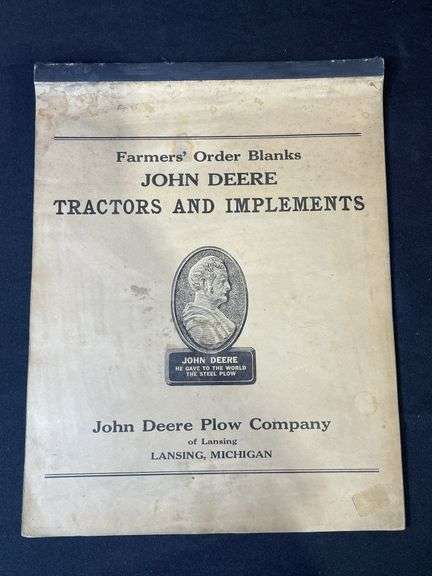 Farmers' Order Blanks
JOHN DEERE
TRACTORS AND IMPLEMENTS
JOHN DEERE
HE GAVE TO THE WORLD
THE STEEL PLOW
John Deere Plow Company
of Lansing
LANSING, MICHIGAN